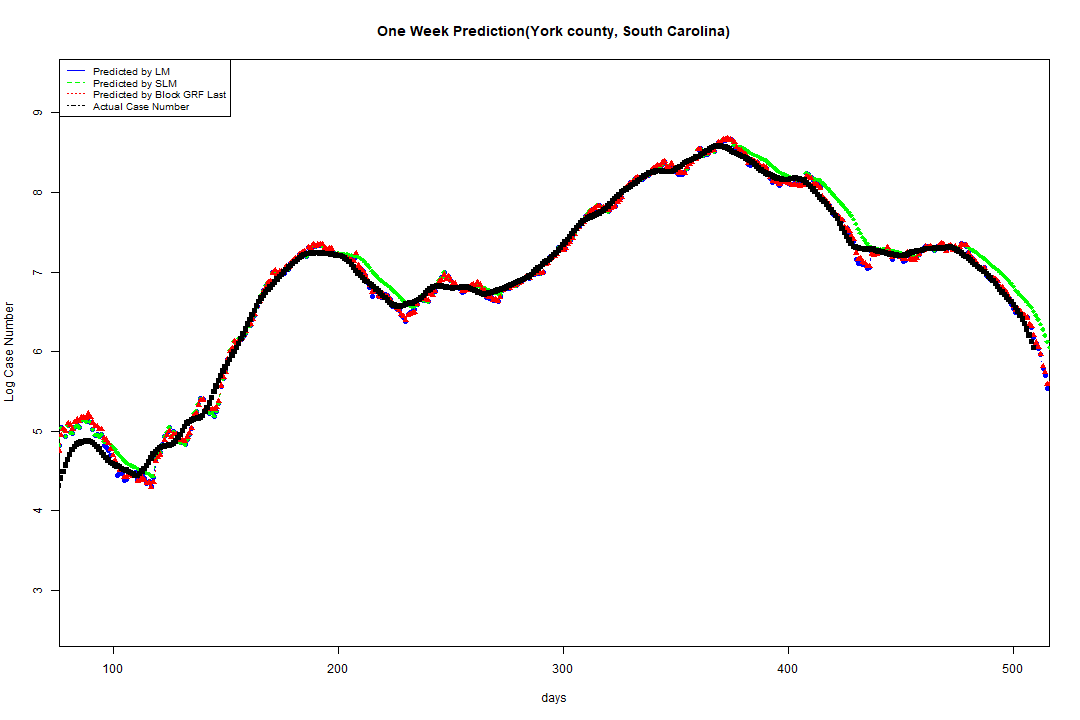 One Week Prediction(York county, South Carolina)
Predicted by LM
Predicted by SLM
Predicted by Block GRF Last
Actual Case Number
9
8
7
6
5
4
3
Log Case Number
100 200 300 400 500
days